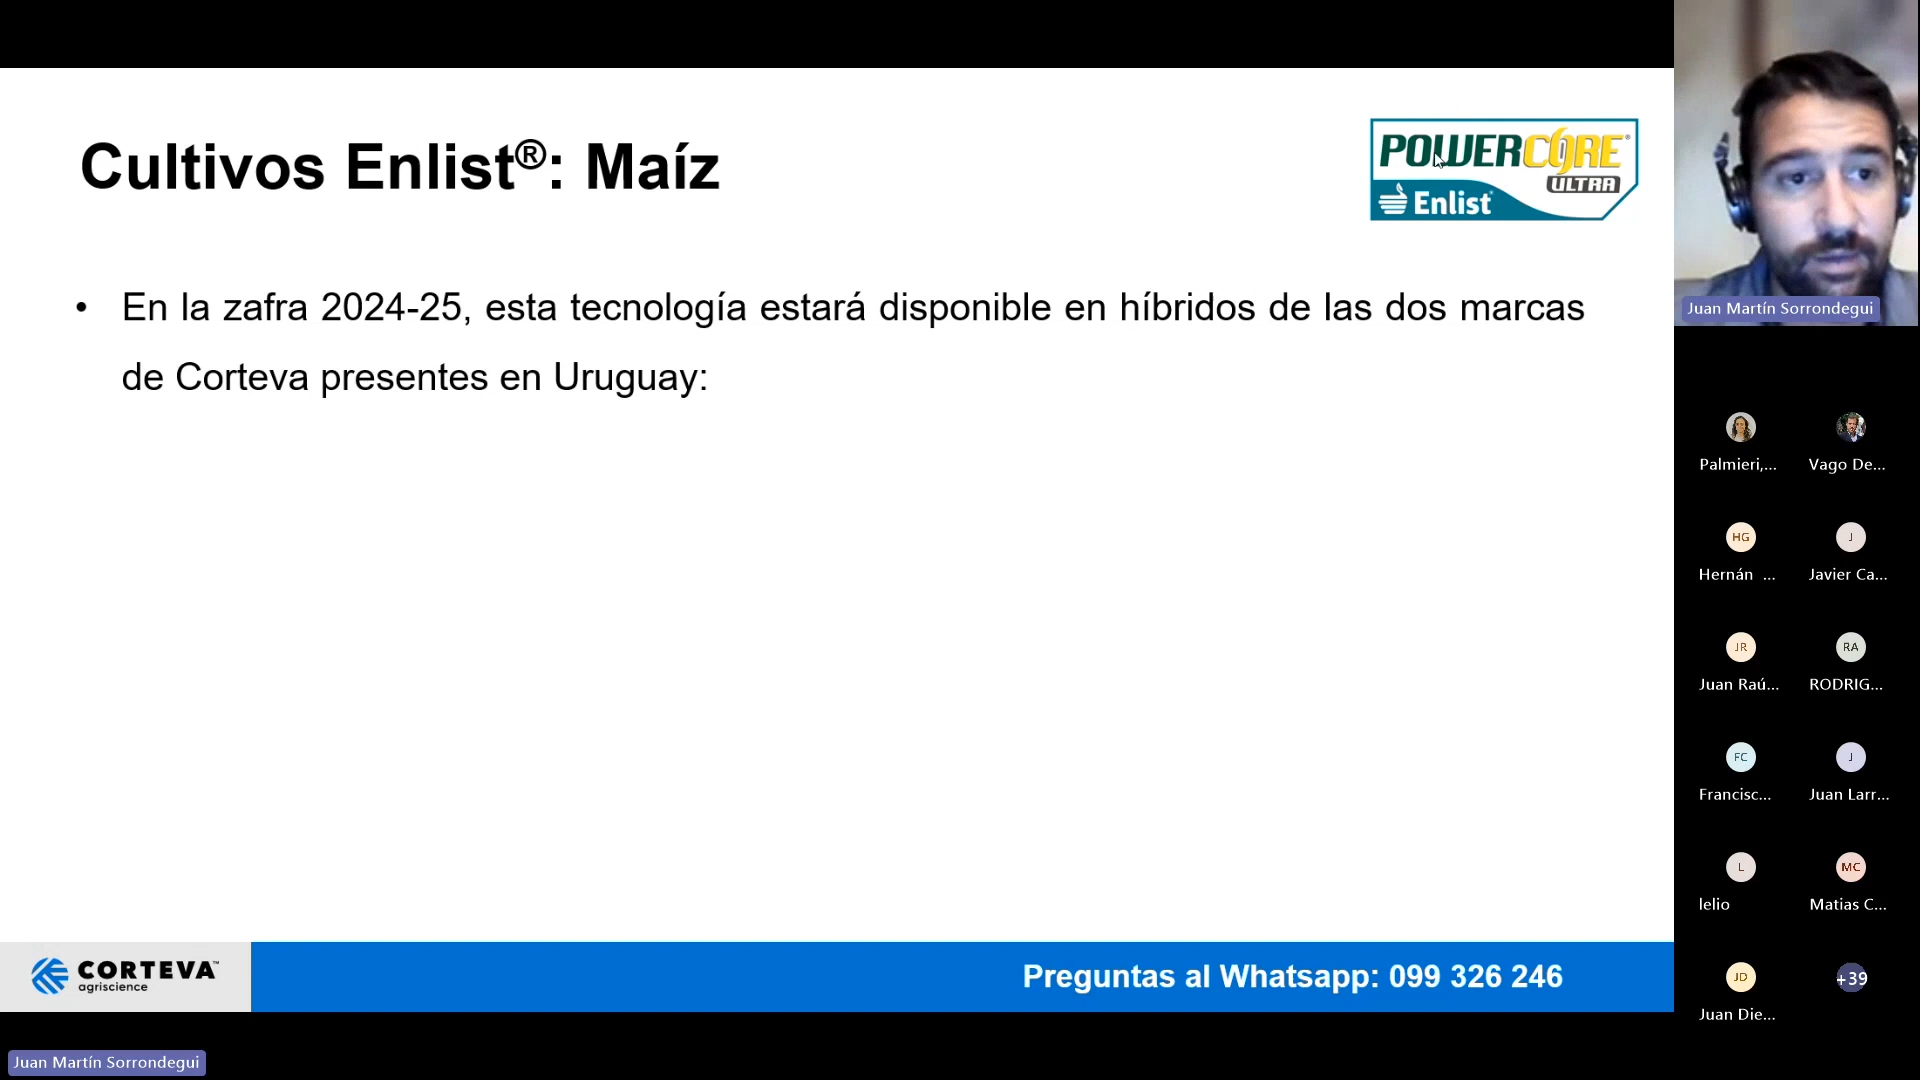 Cultivos Enlist®: Maíz
POWERCORE®
ULTRA
Enlist
• En la zafra 2024-25, esta tecnología estará disponible en híbridos de las dos marcas
de Corteva presentes en Uruguay:
CORTEVA™
agriscience
Preguntas al Whatsapp: 099 326 246
Juan Martín Sorrondegui
Juan Martín Sorrondegui
Palmieri,...
Vago De...
HG
J
Hernán ...
Javier Ca...
JR
RA
Juan Raú...
RODRIG...
FC
J
Francisc...
Juan Larr...
L
MC
lelio
Matias C...
JD
+39
Juan Die...